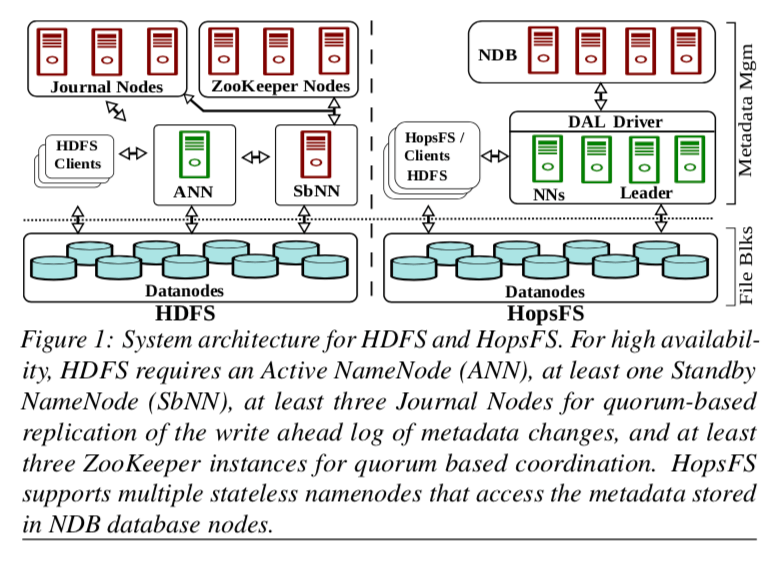 Journal Nodes
ZooKeeper Nodes
HDFS
Clients
ANN
SbNN
Datanodes
HDFS
NDB
DAL Driver
HopsFS /
Clients
HDFS
NNs
Leader
Datanodes
HopsFS
Metadata Mgm
File Blks
Figure 1: System architecture for HDFS and HopsFS. For high availabil-
ity, HDFS requires an Active NameNode (ANN), at least one Standby
NameNode (SbNN), at least three Journal Nodes for quorum-based
replication of the write ahead log of metadata changes, and at least
three ZooKeeper instances for quorum based coordination. HopsFS
supports multiple stateless namenodes that access the metadata stored
in NDB database nodes.